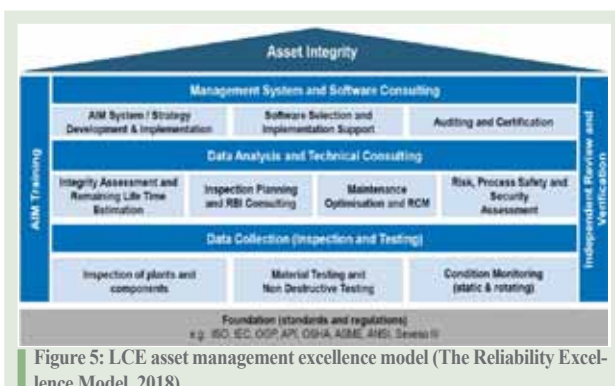 Asset Integrity
Management System and Software Consulting
AIM System / Strategy
Development & Implementation
Software Selection and
Implementation Support
Auditing and Certification
Data Analysis and Technical Consulting
Integrity Assessment and
Remaining Life Time
Estimation
Inspection Planning
and RBI Consulting
Maintenance
Optimisation and RCM
Risk, Process Safety and
Security
Assessment
Data Collection (Inspection and Testing)
Inspection of plants and
components
Material Testing and
Non Destructive Testing
Condition Monitoring
(static & rotating)
AIM Training
Independent Review and
Verification
Foundation (standards and regulations)
e.g. ISO, IEC, OGP, API, OSHA, ASME, ANSI, Seveso III
Figure 5: LCE asset management excellence model (The Reliability Excel-
lence Model, 2018)